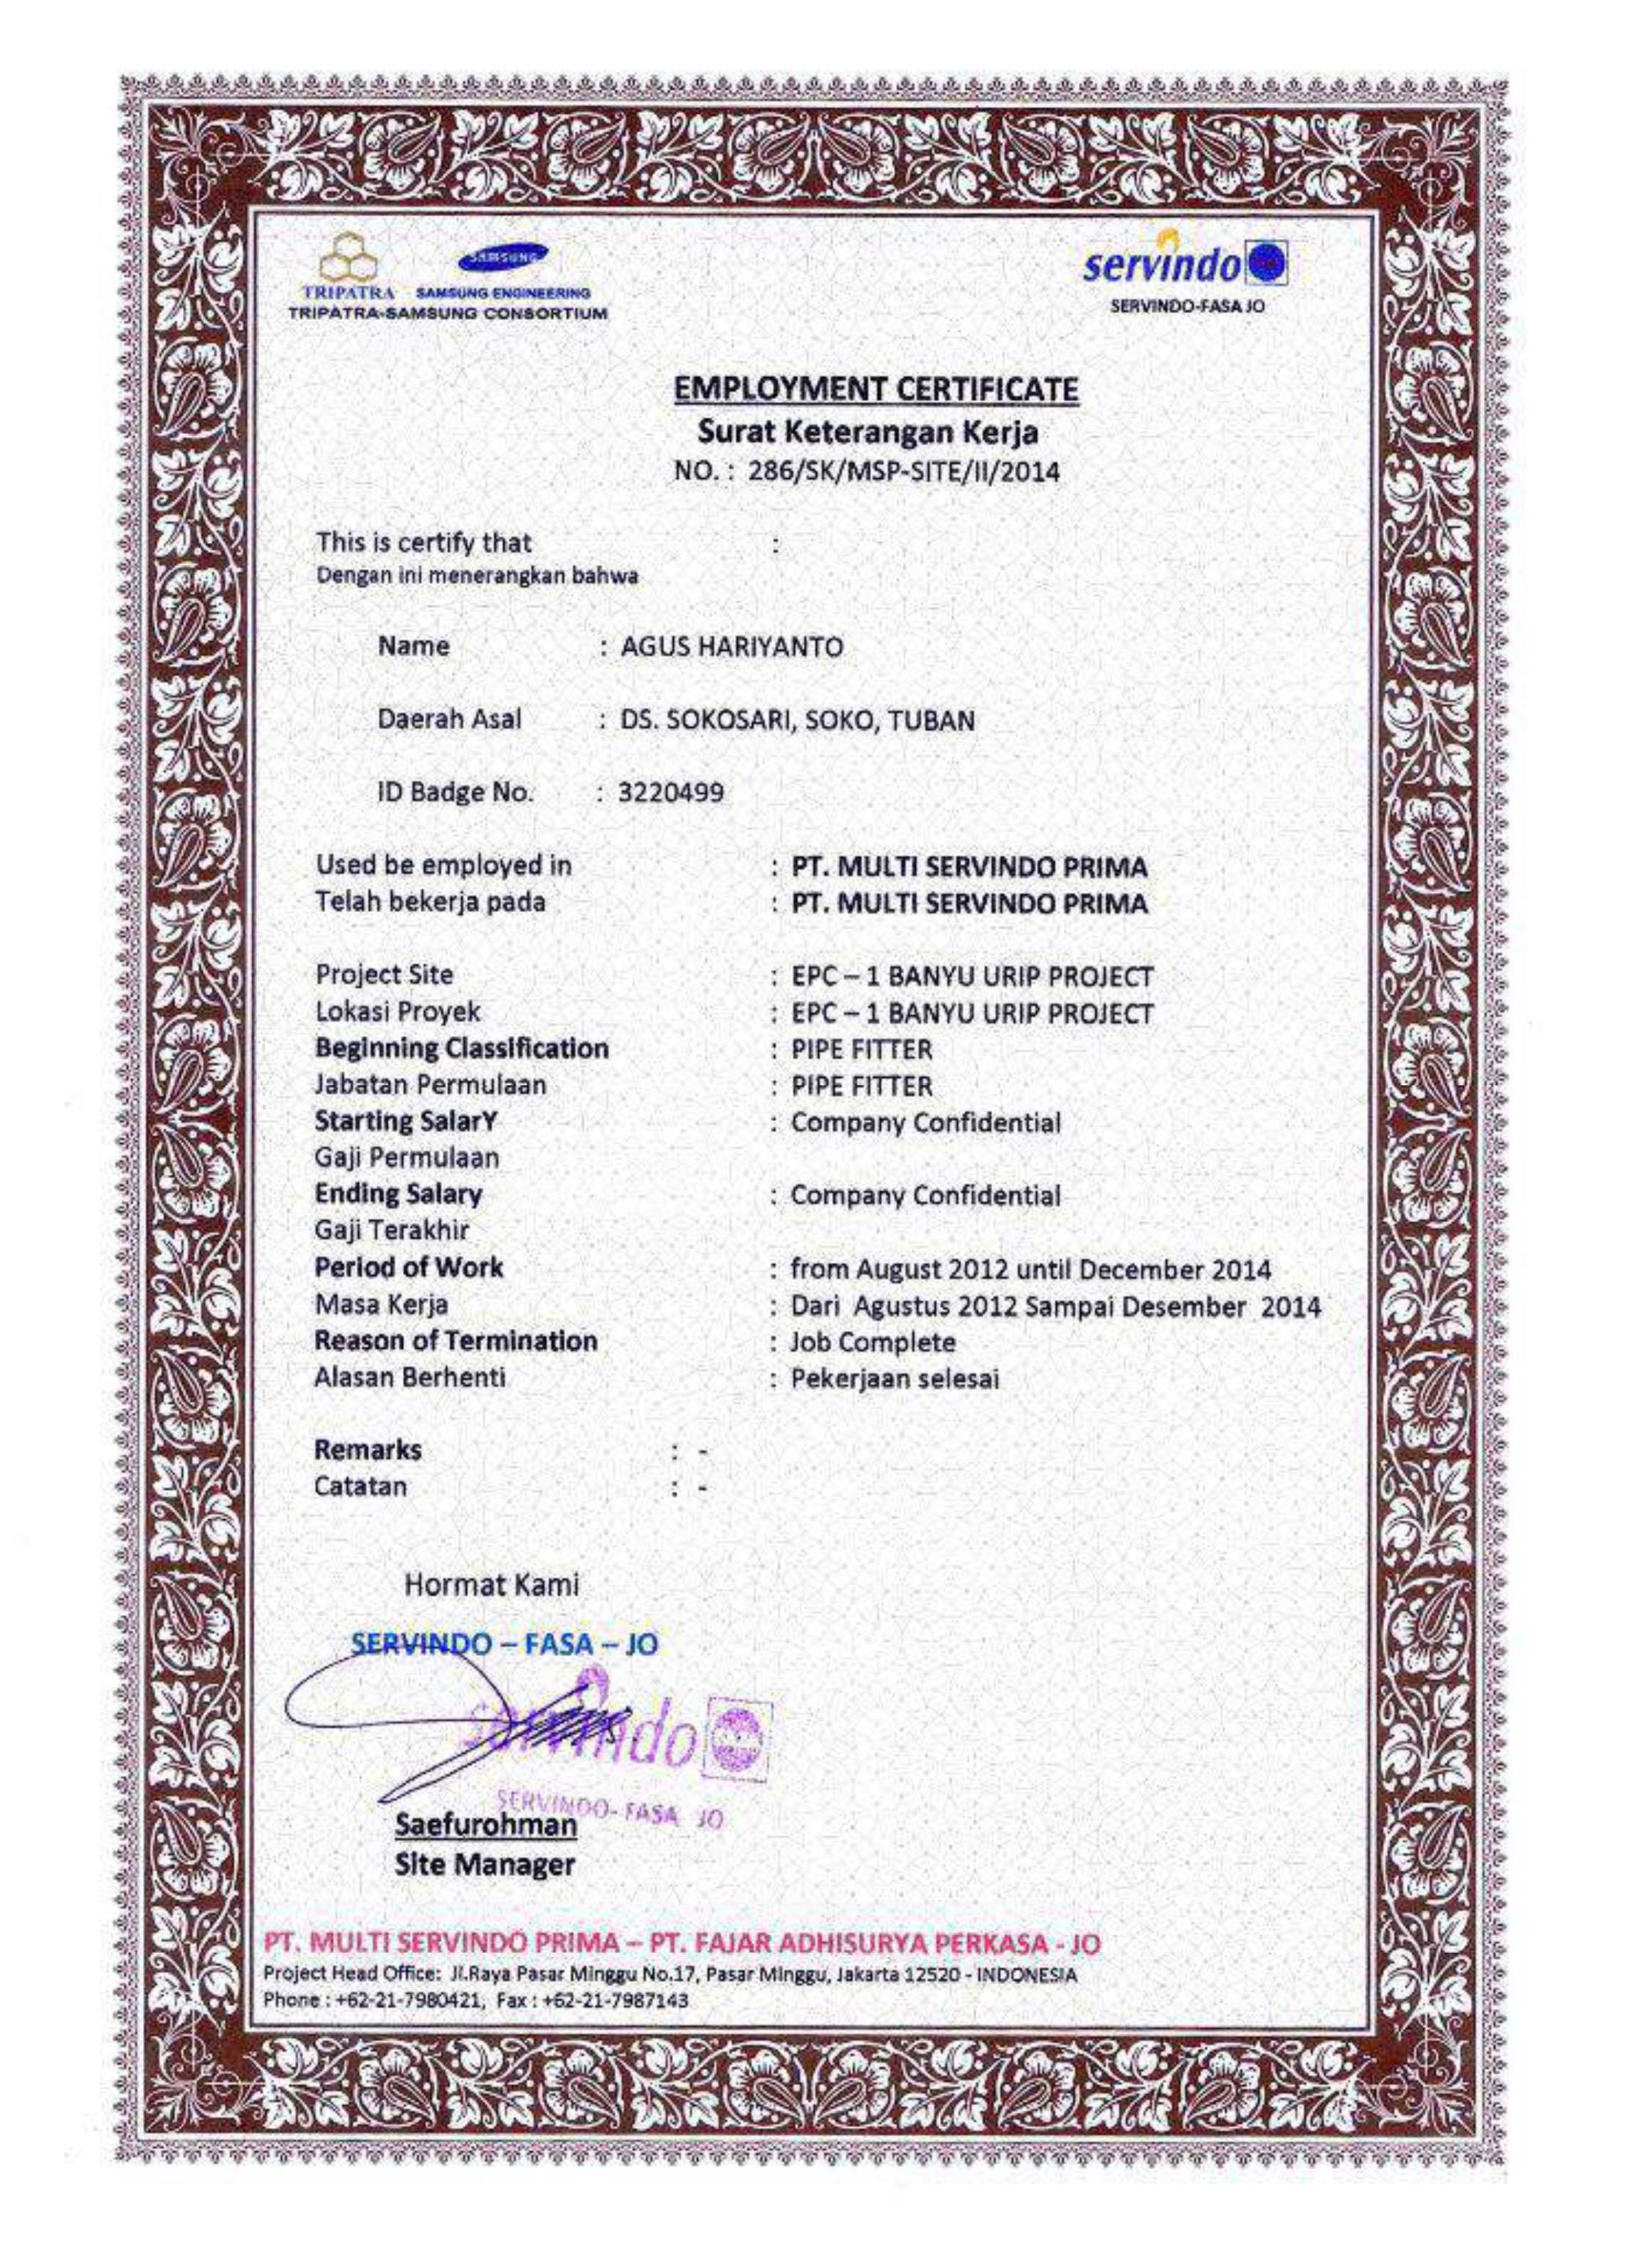 SAMSUNG
TRIPATRA SAMSUNG ENGINEERING
TRIPATRA-SAMSUNG CONSORTIUM
servindo
SERVINDO-FASA JO
EMPLOYMENT CERTIFICATE
Surat Keterangan Kerja
NO. : 286/SK/MSP-SITE/II/2014
This is certify that :
Dengan ini menerangkan bahwa
Name : AGUS HARIYANTO
Daerah Asal : DS. SOKOSARI, SOKO, TUBAN
ID Badge No. : 3220499
Used be employed in : PT. MULTI SERVINDO PRIMA
Telah bekerja pada : PT. MULTI SERVINDO PRIMA
Project Site : EPC – 1 BANYU URIP PROJECT
Lokasi Proyek : EPC – 1 BANYU URIP PROJECT
Beginning Classification : PIPE FITTER
Jabatan Permulaan : PIPE FITTER
Starting SalarY : Company Confidential
Gaji Permulaan
Ending Salary : Company Confidential
Gaji Terakhir
Period of Work : from August 2012 until December 2014
Masa Kerja : Dari Agustus 2012 Sampai Desember 2014
Reason of Termination : Job Complete
Alasan Berhenti : Pekerjaan selesai
Remarks : -
Catatan : -
Hormat Kami
SERVINDO – FASA – JO
servindo
SERVINDO-FASA JO
Saefurohman
Site Manager
PT. MULTI SERVINDO PRIMA – PT. FAJAR ADHISURYA PERKASA - JO
Project Head Office: Jl.Raya Pasar Minggu No.17, Pasar Minggu, Jakarta 12520 - INDONESIA
Phone : +62-21-7980421, Fax : +62-21-7987143